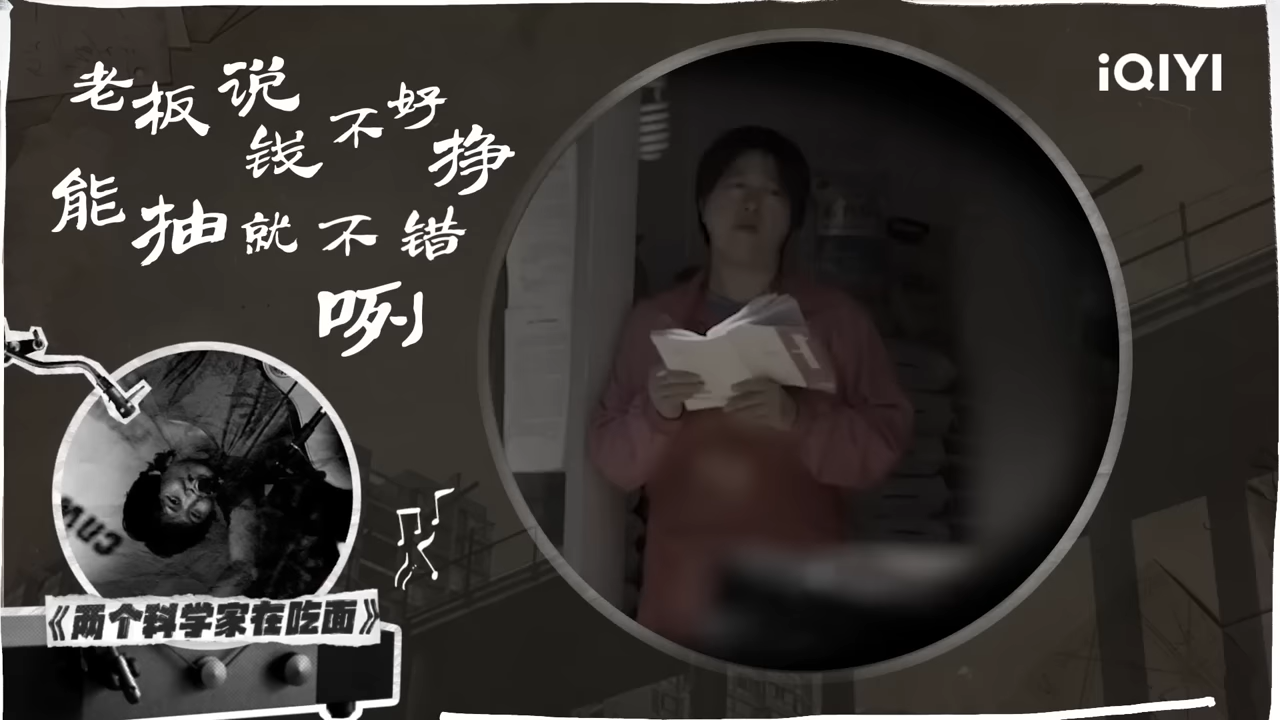 老板说
钱不好挣
能抽就不错
咧
iQIYI
《两个科学家在吃面》